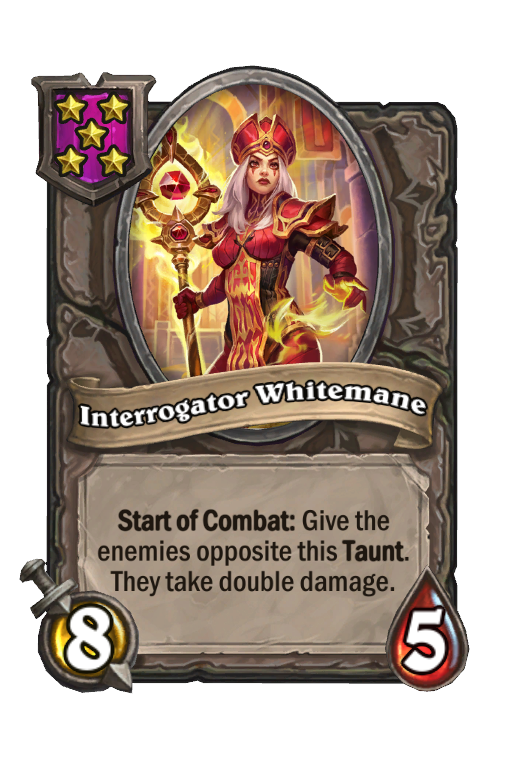 Interrogator Whitemane
Start of Combat: Give the
enemies opposite this Taunt.
They take double damage.
8
5